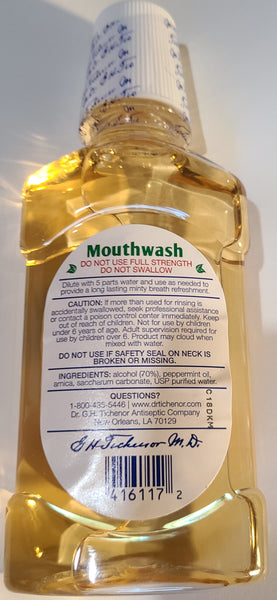 Mouthwash
DO NOT USE FULL STRENGTH
DO NOT SWALLOW
Dilute with 5 parts water and use as needed to
provide a long lasting minty breath refreshment.
CAUTION: If more than used for rinsing is
accidentally swallowed, seek professional assistance
or contact a poison control center immediately. Keep
out of reach of children. Not for use by children
under 6 years of age. Adult supervision required for
use by children over 6. Product may cloud when
mixed with water.
DO NOT USE IF SAFETY SEAL ON NECK IS
BROKEN OR MISSING.
INGREDIENTS: alcohol (70%), peppermint oil,
arnica, saccharum carbonate, USP purified water.
QUESTIONS?
1-800-435-5446 | www.drtichenor.com
Dr. G.H. Tichenor Antiseptic Company
New Orleans, LA 70129
G H Tichenor M.D.
416117 2